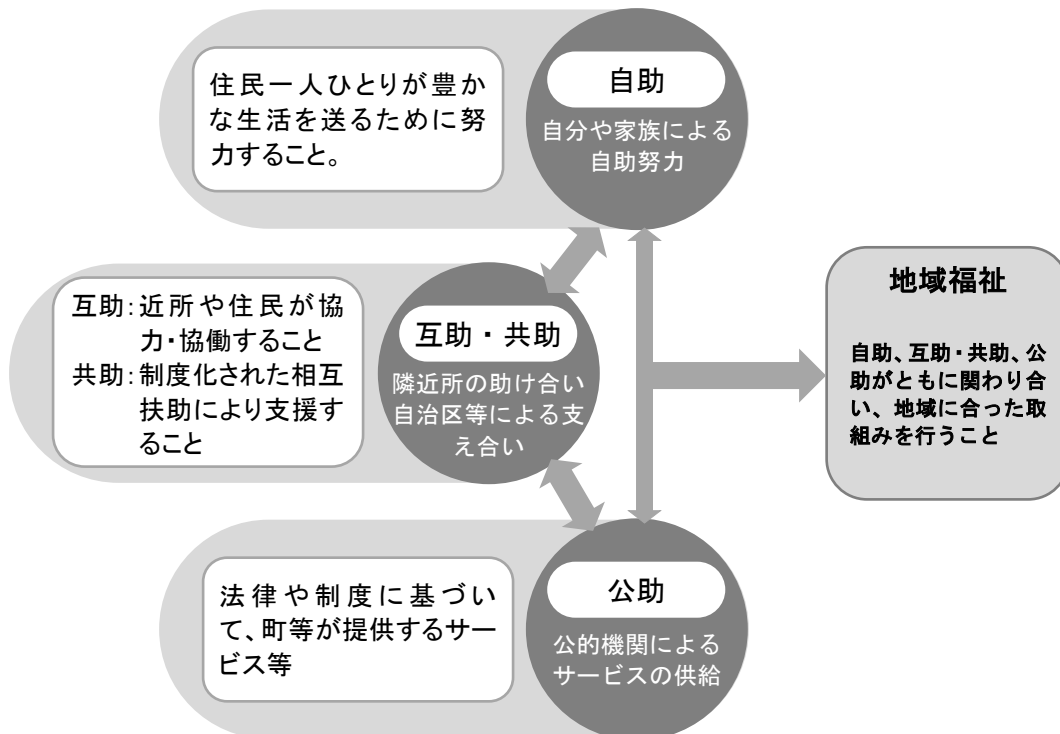 住民一人ひとりが豊か
な生活を送るために努
力すること。
自助
自分や家族による
自助努力
互助：近所や住民が協
力・協働すること
共助：制度化された相互
扶助により支援す
ること
互助・共助
隣近所の助け合い
自治区等による支
え合い
地域福祉
自助、互助・共助、公
助がともに関わり合
い、地域に合った取
組みを行うこと
法律や制度に基づい
て、町等が提供するサー
ビス等
公助
公的機関による
サービスの供給